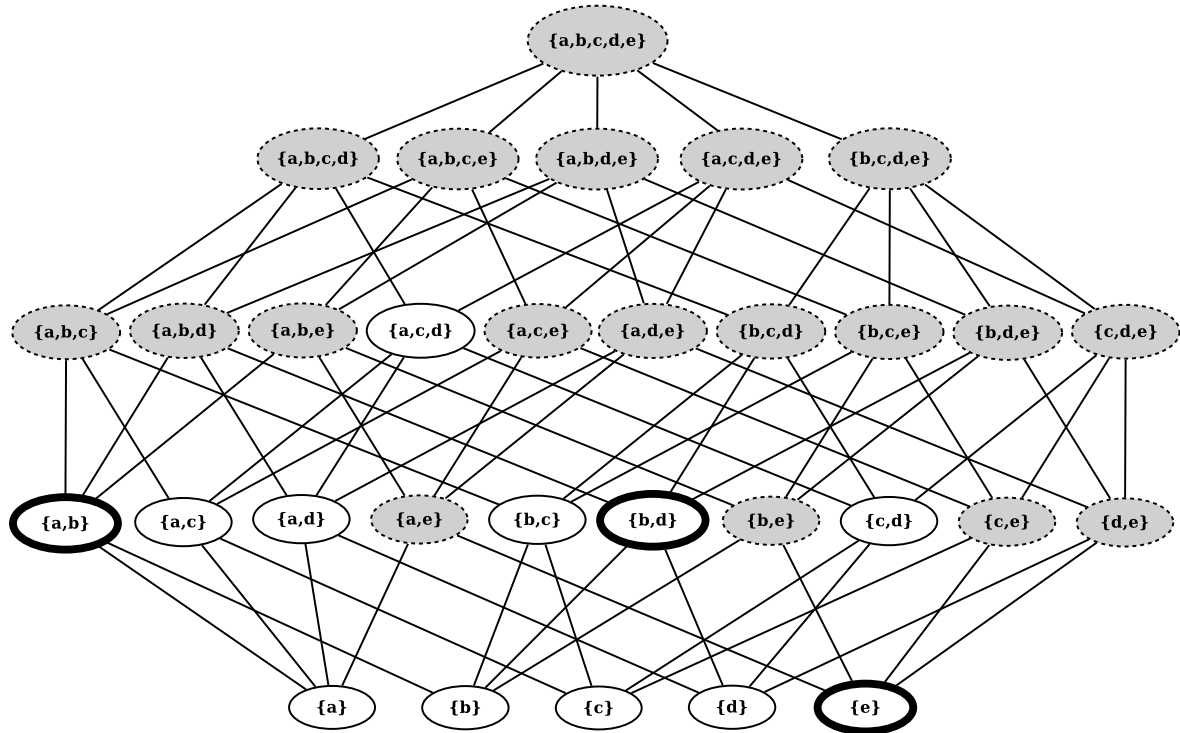 {a,b,c,d,e}
{a,b,c,d} {a,b,c,e} {a,b,d,e} {a,c,d,e} {b,c,d,e}
{a,b,c} {a,b,d} {a,b,e} {a,c,d} {a,c,e} {a,d,e} {b,c,d} {b,c,e} {b,d,e} {c,d,e}
{a,b} {a,c} {a,d} {a,e} {b,c} {b,d} {b,e} {c,d} {c,e} {d,e}
{a} {b} {c} {d} {e}